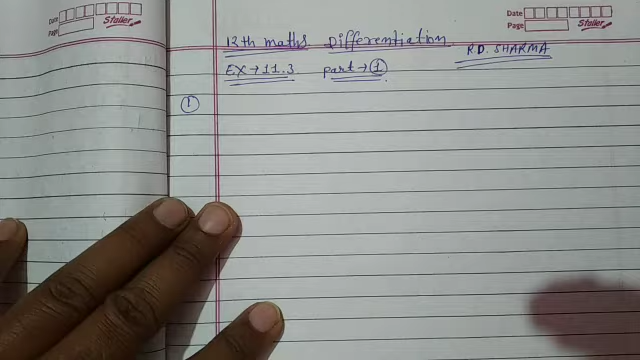 Date
Page
Staller
Date
Page
Staller
12th maths Differentiation
R.D. SHARMA
EX→11.3 part→①
①